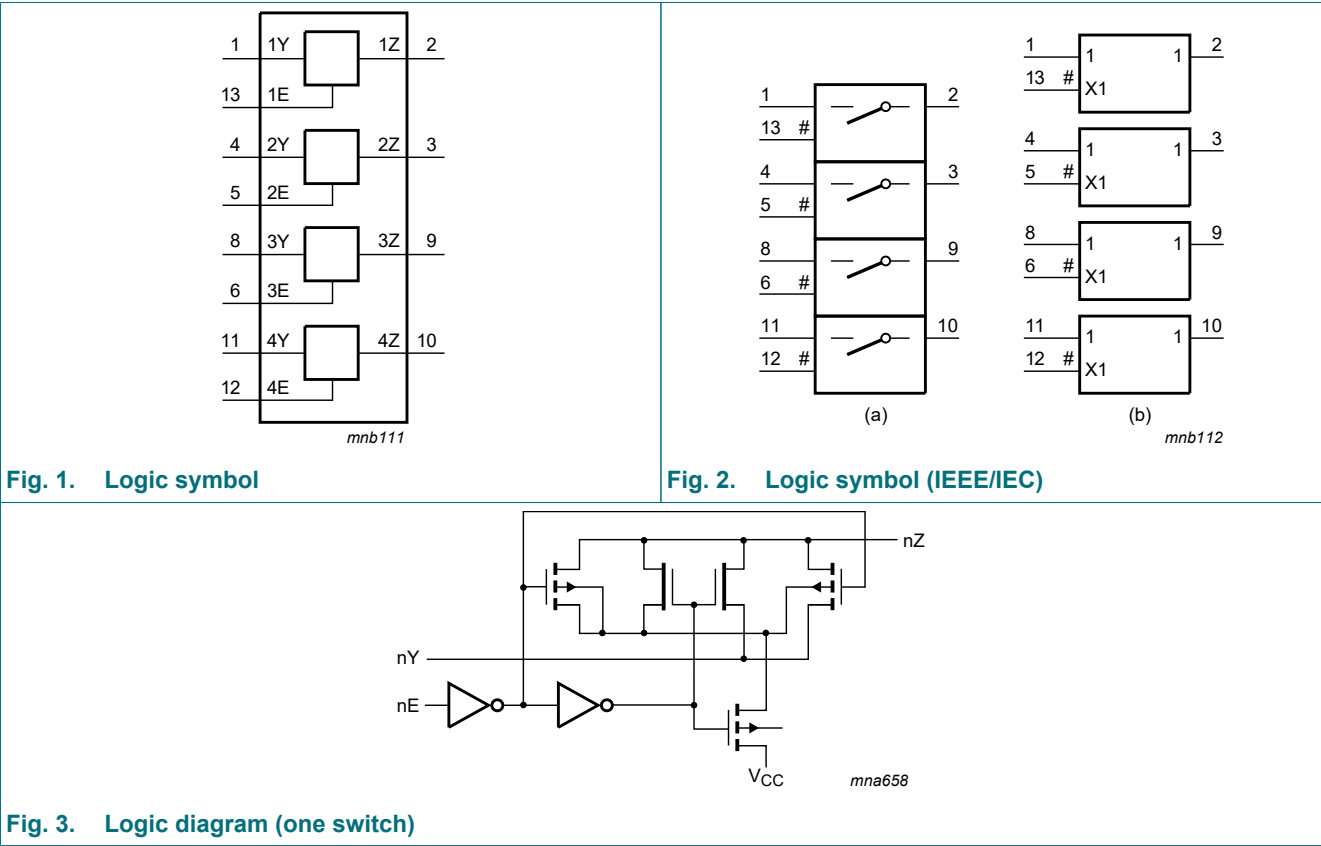 1 1Y 1Z 2
13 1E
4 2Y 2Z 3
5 2E
8 3Y 3Z 9
6 3E
11 4Y 4Z 10
12 4E
mnb111
Fig. 1. Logic symbol
1 2
13 #
4 3
5 #
8 9
6 #
11 10
12 #
(a)
1 1 1 2
13 # X1
4 1 1 3
5 # X1
8 1 1 9
6 # X1
11 1 1 10
12 # X1
(b)
mnb112
Fig. 2. Logic symbol (IEEE/IEC)
nZ
nY
nE
VCC
mna658
Fig. 3. Logic diagram (one switch)